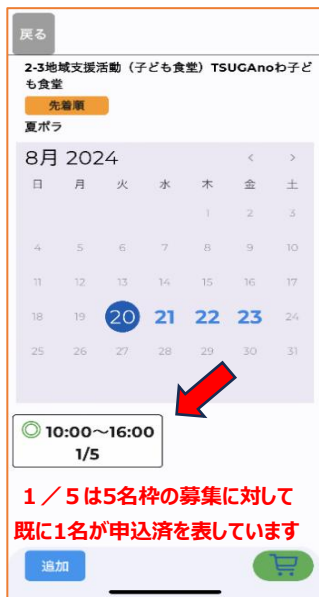 戻る
2-3地域支援活動（子ども食堂）TSUGAnoわ子ど
も食堂
先着順
夏ボラ
8月 2024
< >
日 月 火 水 木 金 土
1 2 3
4 5 6 7 8 9 10
11 12 13 14 15 16 17
18 19 20 21 22 23 24
25 26 27 28 29 30 31
◎ 10:00～16:00
1/5
１／５は5名枠の募集に対して
既に1名が申込済を表しています
追加